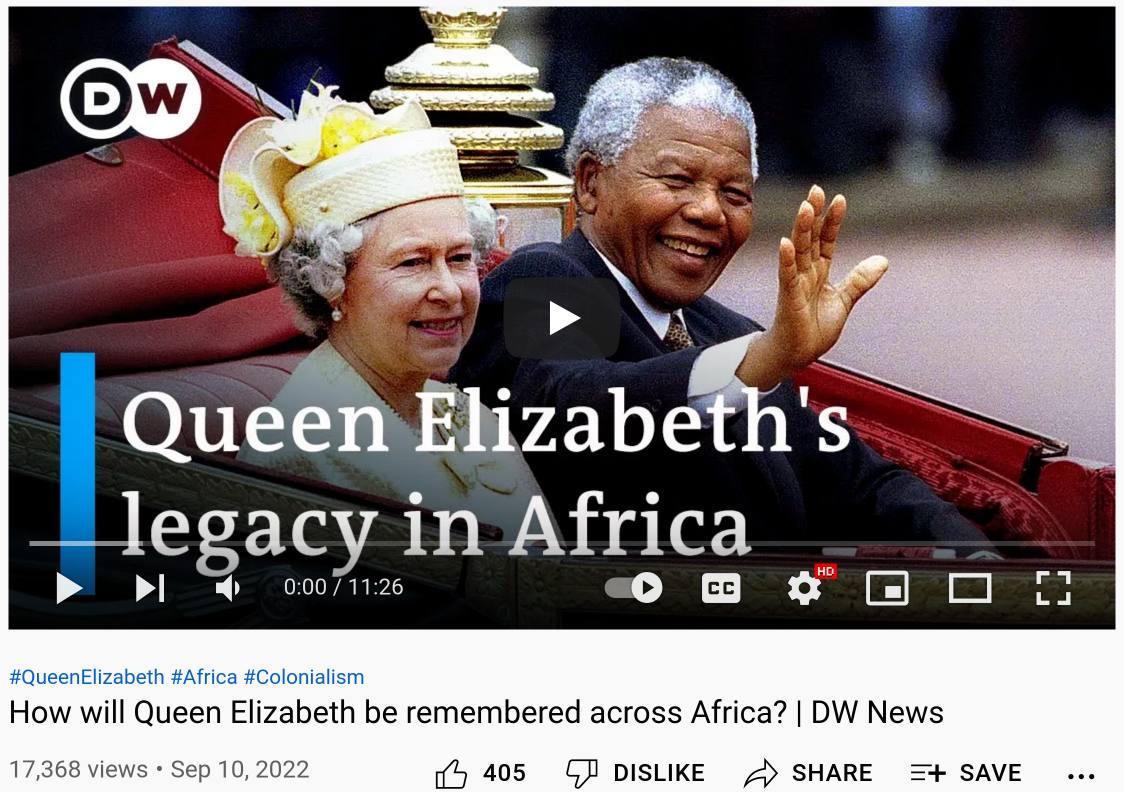 DW
Queen Elizabeth's
legacy in Africa
0:00 / 11:26
CC
HD
#QueenElizabeth #Africa #Colonialism
How will Queen Elizabeth be remembered across Africa? | DW News
17,368 views • Sep 10, 2022 405 DISLIKE SHARE SAVE ...